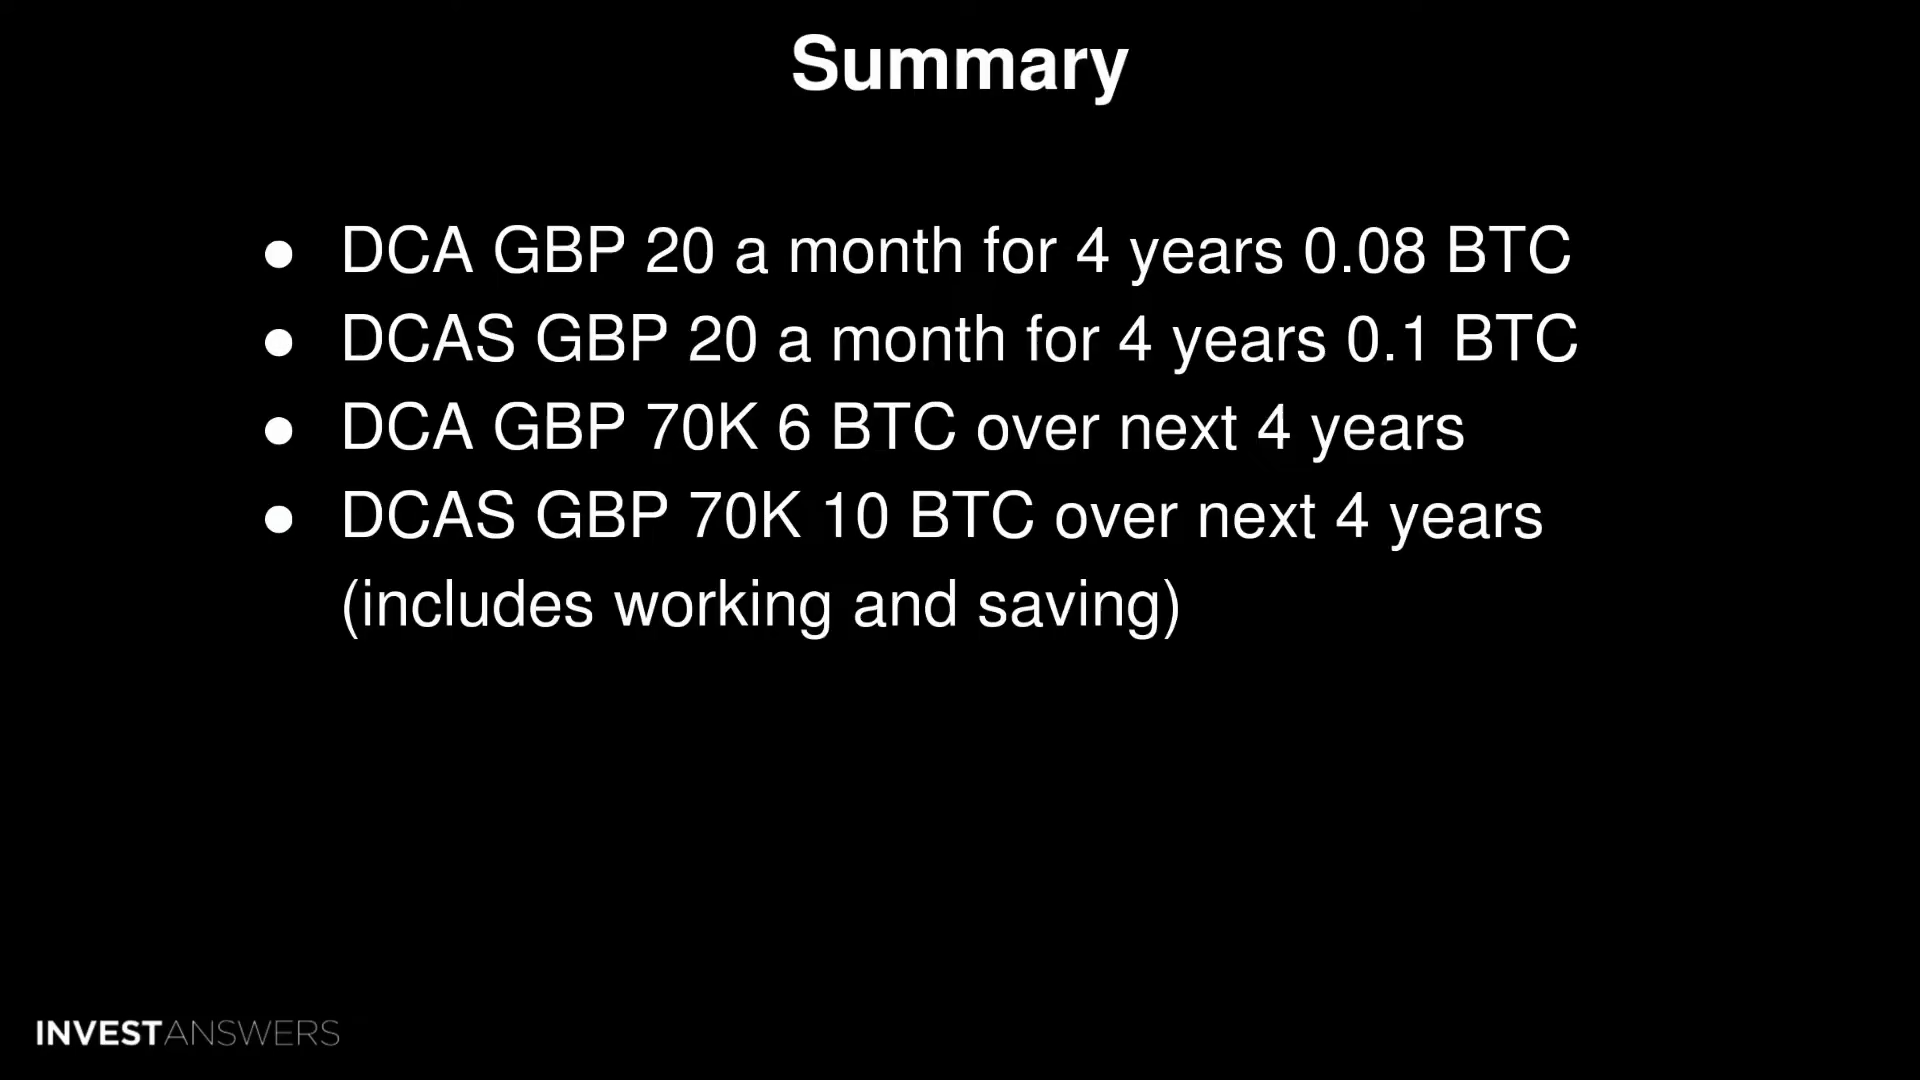 Summary
● DCA GBP 20 a month for 4 years 0.08 BTC
● DCAS GBP 20 a month for 4 years 0.1 BTC
● DCA GBP 70K 6 BTC over next 4 years
● DCAS GBP 70K 10 BTC over next 4 years
(includes working and saving)
INVESTANSWERS